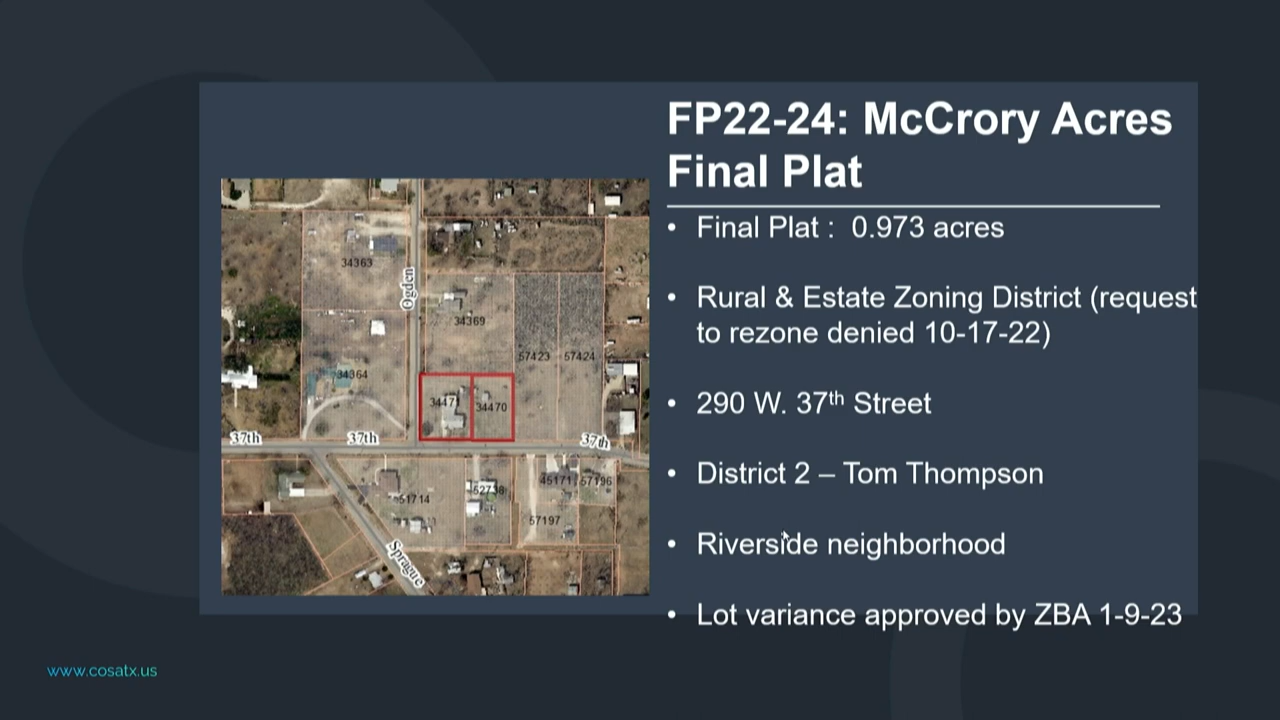 FP22-24: McCrory Acres
Final Plat
• Final Plat : 0.973 acres
• Rural & Estate Zoning District (request
to rezone denied 10-17-22)
• 290 W. 37th Street
• District 2 – Tom Thompson
• Riverside neighborhood
• Lot variance approved by ZBA 1-9-23
34363
Ogden
34369
57423
57424
34364
34471
34470
37th
37th
37th
51714
52738
45171
57196
57197
Sprague
www.cosatx.us